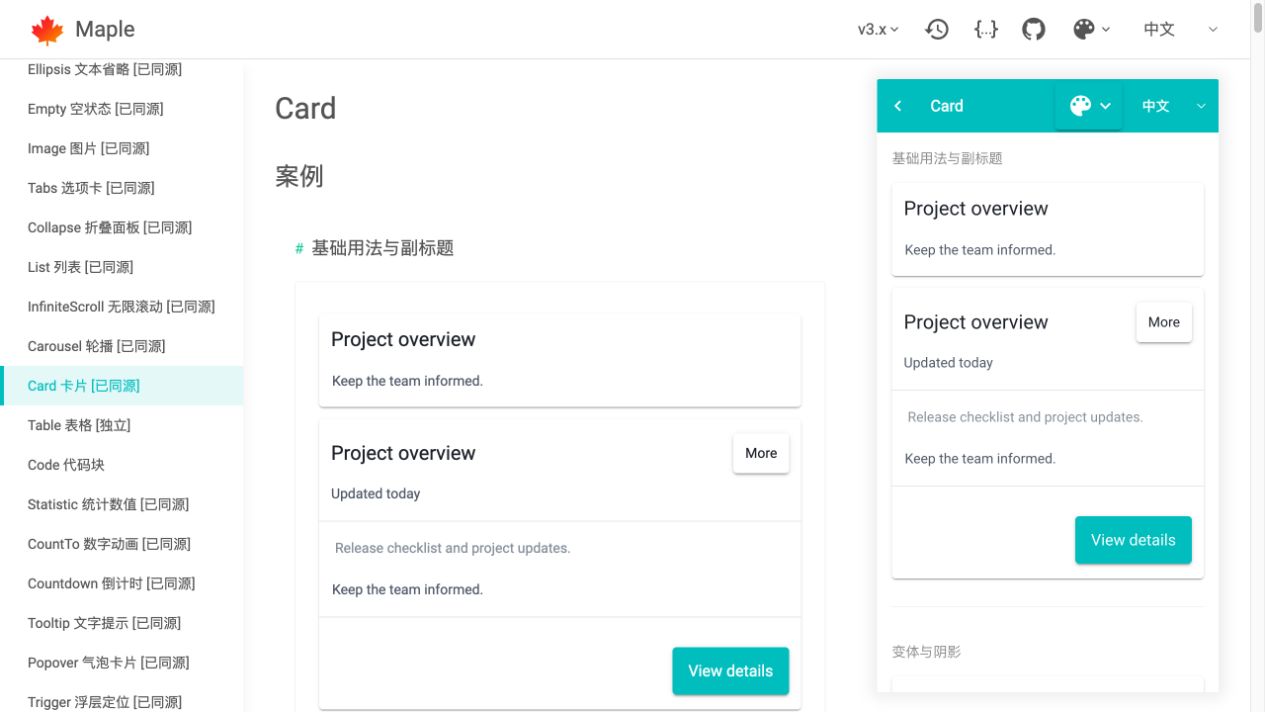 Maple
v3.x
{...}
中文
Ellipsis 文本省略 [已同源]
Empty 空状态 [已同源]
Image 图片 [已同源]
Tabs 选项卡 [已同源]
Collapse 折叠面板 [已同源]
List 列表 [已同源]
InfiniteScroll 无限滚动 [已同源]
Carousel 轮播 [已同源]
Card 卡片 [已同源]
Table 表格 [独立]
Code 代码块
Statistic 统计数值 [已同源]
CountTo 数字动画 [已同源]
Countdown 倒计时 [已同源]
Tooltip 文字提示 [已同源]
Popover 气泡卡片 [已同源]
Trigger 浮层定位 [已同源]
Card
案例
# 基础用法与副标题
Project overview
Keep the team informed.
Project overview
More
Updated today
Release checklist and project updates.
Keep the team informed.
View details
Card
中文
基础用法与副标题
Project overview
Keep the team informed.
Project overview
More
Updated today
Release checklist and project updates.
Keep the team informed.
View details
变体与阴影